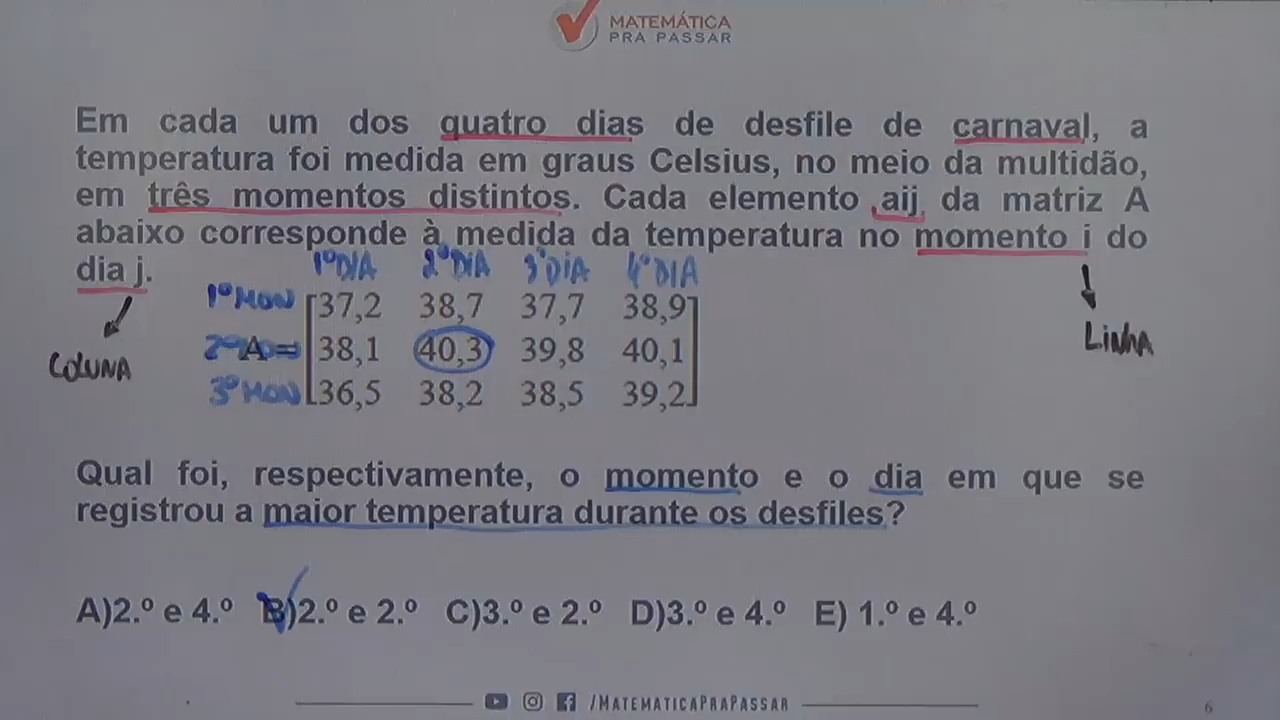 MATEMÁTICA
PRA PASSAR
Em cada um dos quatro dias de desfile de carnaval, a
temperatura foi medida em graus Celsius, no meio da multidão,
em três momentos distintos. Cada elemento aij da matriz A
abaixo corresponde à medida da temperatura no momento i do
dia j.
1º DIA 2º DIA 3º DIA 4º DIA
1º MON 37,2 38,7 37,7 38,9
2º MON A = 38,1 40,3 39,8 40,1
3º MON 36,5 38,2 38,5 39,2
COLUNA
LINHA
Qual foi, respectivamente, o momento e o dia em que se
registrou a maior temperatura durante os desfiles?
A)2.º e 4.º B)2.º e 2.º C)3.º e 2.º D)3.º e 4.º E) 1.º e 4.º
/MATEMATICAPRAPASSAR
6